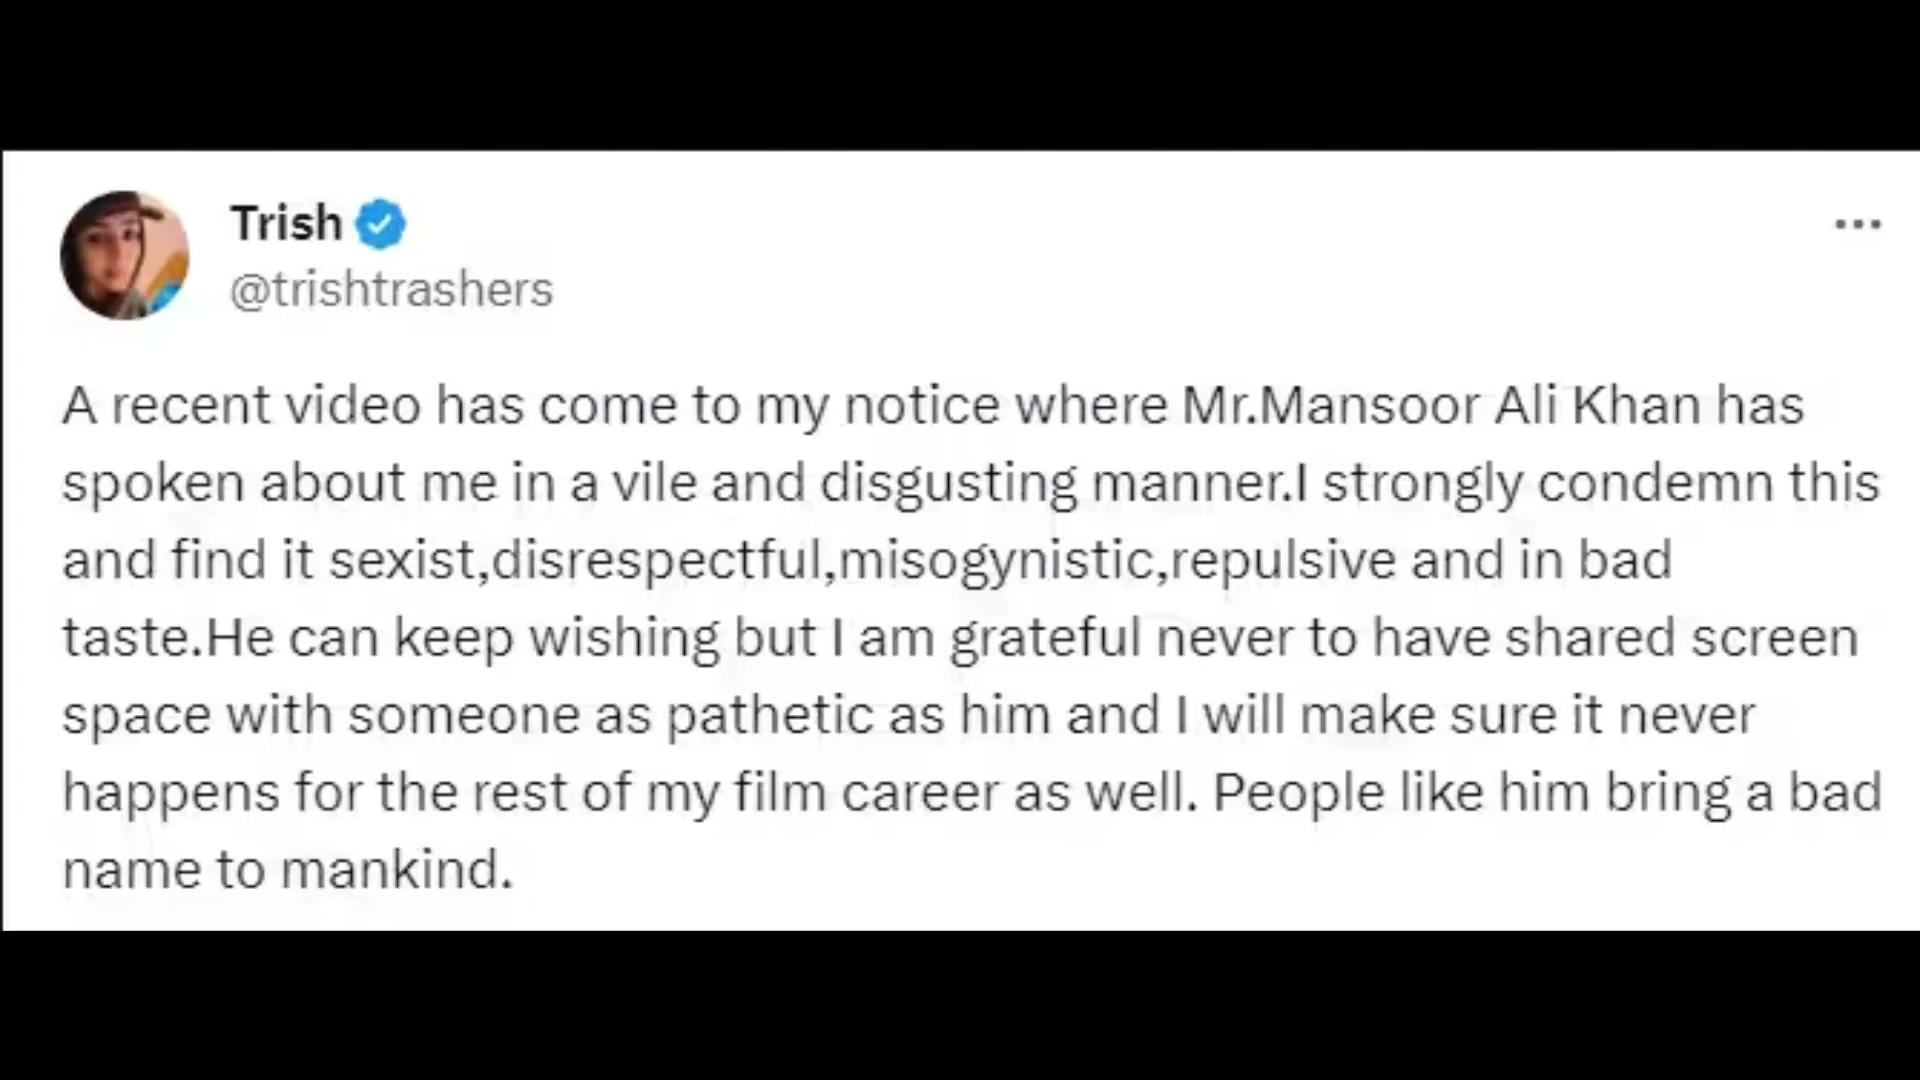 Trish
@trishtrashers
A recent video has come to my notice where Mr.Mansoor Ali Khan has
spoken about me in a vile and disgusting manner.I strongly condemn this
and find it sexist,disrespectful,misogynistic,repulsive and in bad
taste.He can keep wishing but I am grateful never to have shared screen
space with someone as pathetic as him and I will make sure it never
happens for the rest of my film career as well. People like him bring a bad
name to mankind.